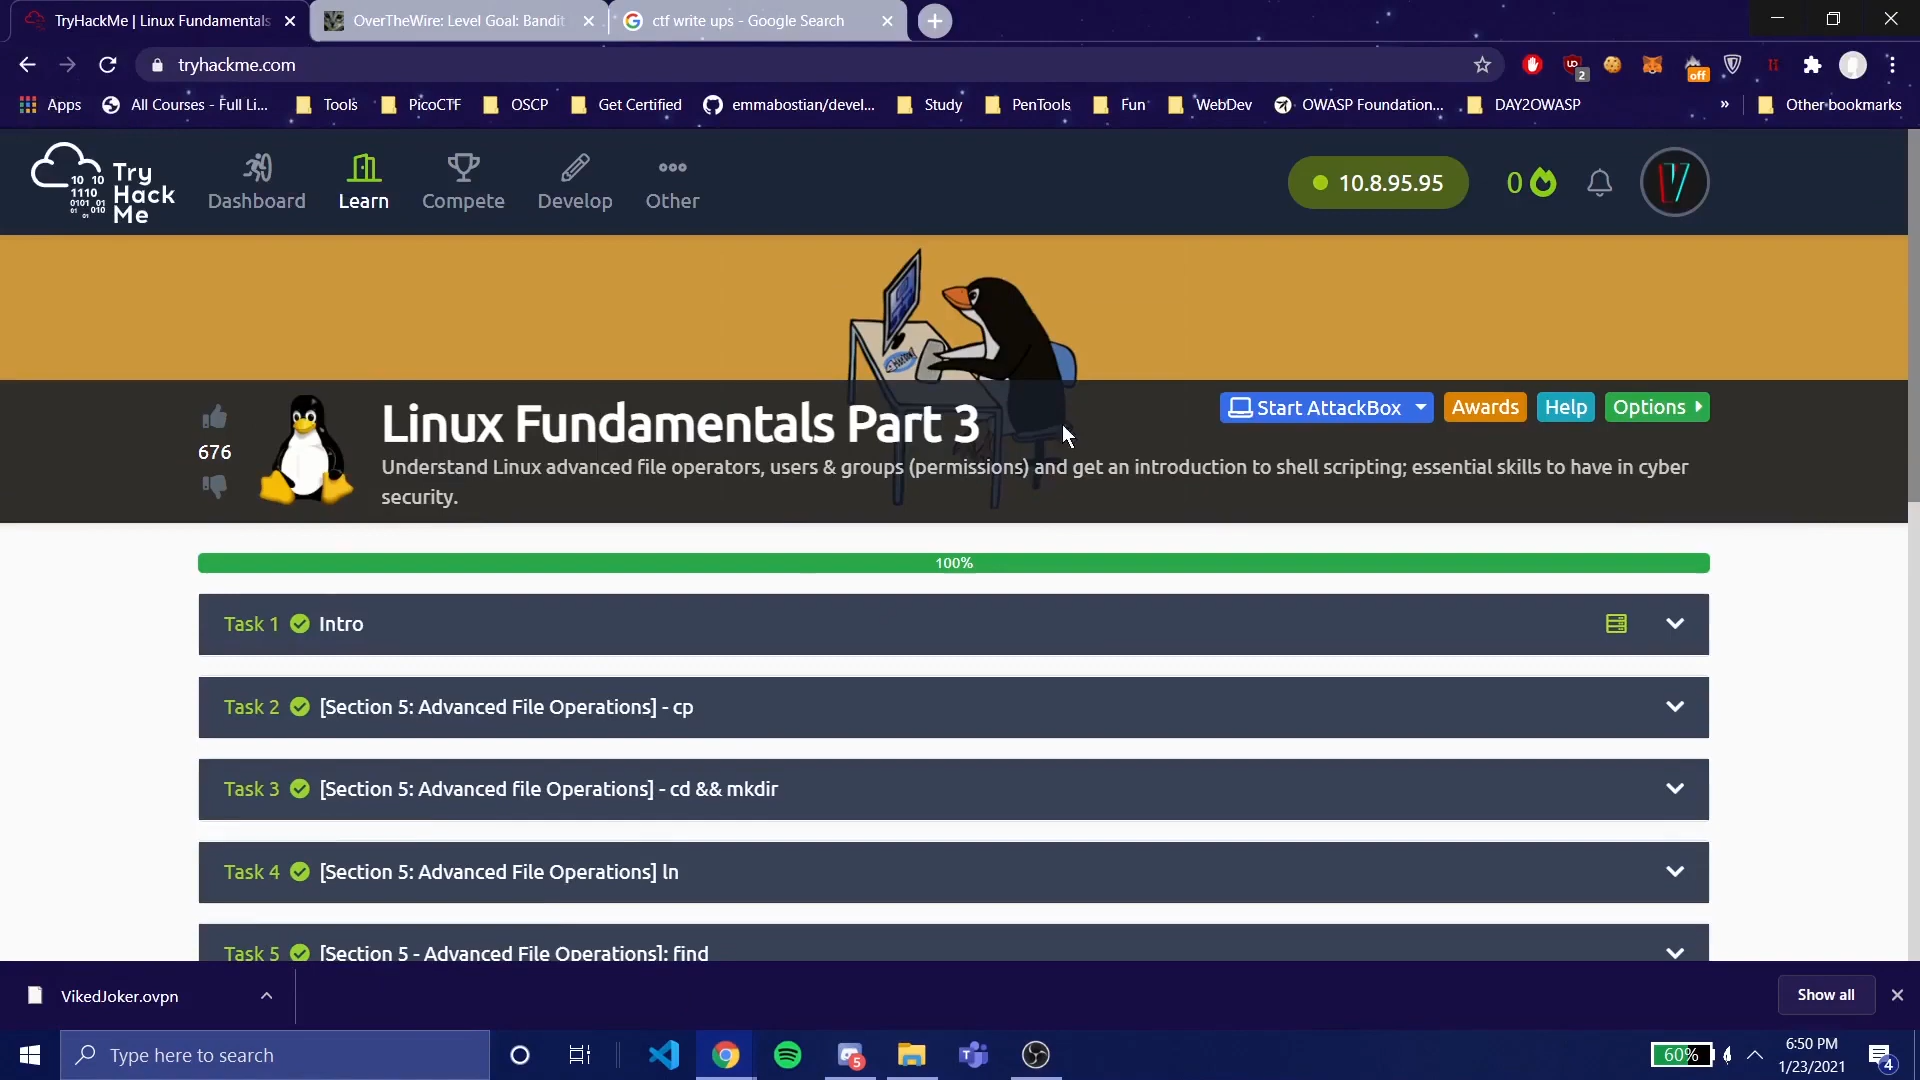 TryHackMe | Linux Fundamentals
OverTheWire: Level Goal: Bandit
ctf write ups - Google Search
tryhackme.com
2
off
Apps
All Courses - Full Li...
Tools
PicoCTF
OSCP
Get Certified
emmabostian/devel...
Study
PenTools
Fun
WebDev
OWASP Foundation...
DAY2OWASP
»
Other bookmarks
Try
Hack
Me
Dashboard
Learn
Compete
Develop
Other
10.8.95.95
0
Start AttackBox
Awards
Help
Options
676
Linux Fundamentals Part 3
Understand Linux advanced file operators, users & groups (permissions) and get an introduction to shell scripting; essential skills to have in cyber
security.
100%
Task 1 Intro
Task 2 [Section 5: Advanced File Operations] - cp
Task 3 [Section 5: Advanced file Operations] - cd && mkdir
Task 4 [Section 5: Advanced File Operations] ln
Task 5 [Section 5 - Advanced File Operations]: find
VikedJoker.ovpn
Show all
Type here to search
5
60%
6:50 PM
1/23/2021
4